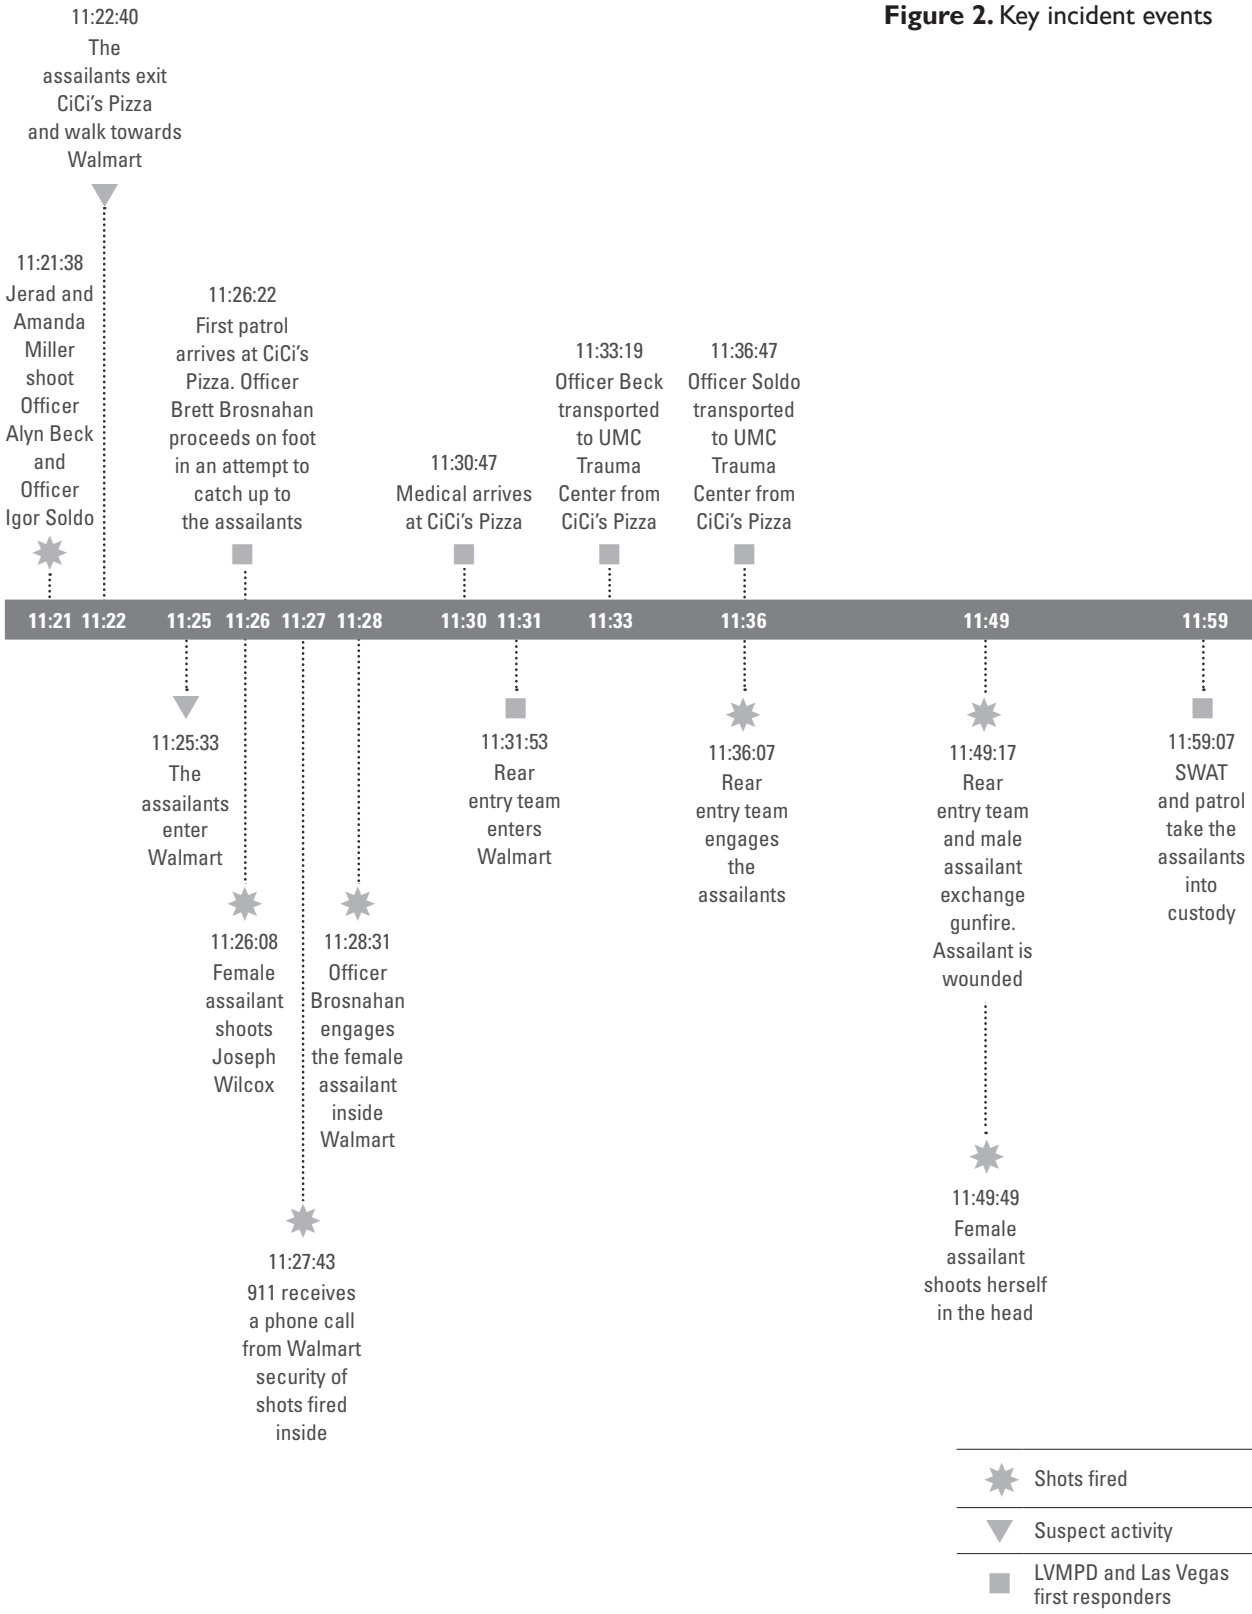 Figure 2. Key incident events
11:22:40
The
assailants exit
CiCi's Pizza
and walk towards
Walmart
11:21:38
Jerad and
Amanda
Miller
shoot
Officer
Alyn Beck
and
Officer
Igor Soldo
11:26:22
First patrol
arrives at CiCi's
Pizza. Officer
Brett Brosnahan
proceeds on foot
in an attempt to
catch up to
the assailants
11:30:47
Medical arrives
at CiCi's Pizza
11:33:19
Officer Beck
transported
to UMC
Trauma
Center from
CiCi's Pizza
11:36:47
Officer Soldo
transported
to UMC
Trauma
Center from
CiCi's Pizza
11:21 11:22 11:25 11:26 11:27 11:28 11:30 11:31 11:33 11:36 11:49 11:59
11:25:33
The
assailants
enter
Walmart
11:26:08
Female
assailant
shoots
Joseph
Wilcox
11:27:43
911 receives
a phone call
from Walmart
security of
shots fired
inside
11:28:31
Officer
Brosnahan
engages
the female
assailant
inside
Walmart
11:31:53
Rear
entry team
enters
Walmart
11:36:07
Rear
entry team
engages
the
assailants
11:49:17
Rear
entry team
and male
assailant
exchange
gunfire.
Assailant is
wounded
11:49:49
Female
assailant
shoots herself
in the head
11:59:07
SWAT
and patrol
take the
assailants
into
custody
Shots fired
Suspect activity
LVMPD and Las Vegas
first responders